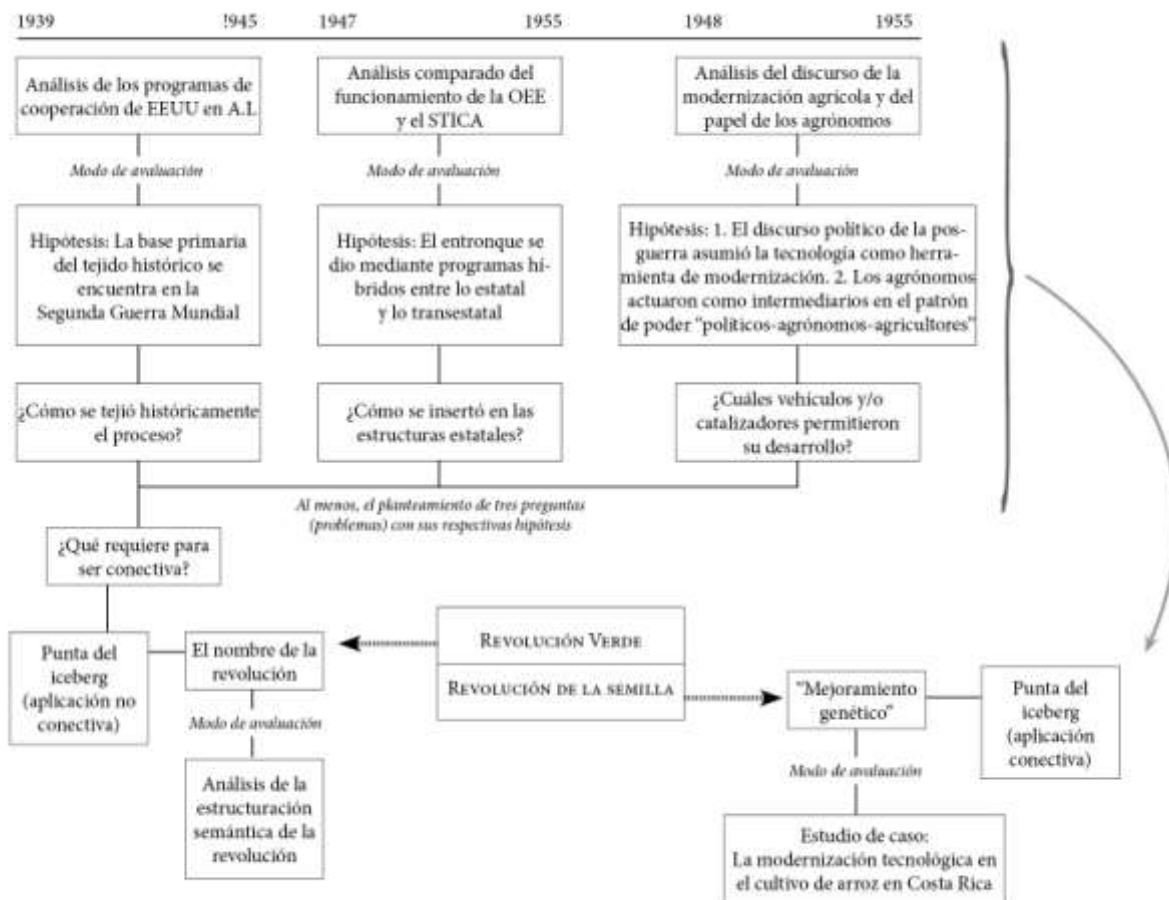 1939
!945
1947
1955
1948
1955
Análisis de los programas de
cooperación de EEUU en A.L
Análisis comparado del
funcionamiento de la OEE
y el STICA
Análisis del discurso de la
modernización agrícola y del
papel de los agrónomos
Modo de avaluación
Modo de avaluación
Modo de avaluación
Hipótesis: La base primaria
del tejido histórico se
encuentra en la
Segunda Guerra Mundial
Hipótesis: El entronque se
dio mediante programas hí-
bridos entre lo estatal
y lo transestatal
Hipótesis: 1. El discurso político de la pos-
guerra asumió la tecnología como herra-
mienta de modernización. 2. Los agrónomos
actuaron como intermediarios en el patrón
de poder “políticos-agrónomos-agricultores”
¿Cómo se tejió históricamente
el proceso?
¿Cómo se insertó en las
estructuras estatales?
¿Cuáles vehículos y/o
catalizadores permitieron
su desarrollo?
Al menos, el planteamiento de tres preguntas
(problemas) con sus respectivas hipótesis
¿Qué requiere para
ser conectiva?
Punta del
iceberg
(aplicación no
conectiva)
El nombre de la
revolución
Modo de avaluación
Análisis de la
estructuración
semántica de la
revolución
REVOLUCIÓN VERDE
REVOLUCIÓN DE LA SEMILLA
“Mejoramiento
genético”
Punta del
iceberg
(aplicación
conectiva)
Modo de avaluación
Estudio de caso:
La modernización tecnológica en
el cultivo de arroz en Costa Rica